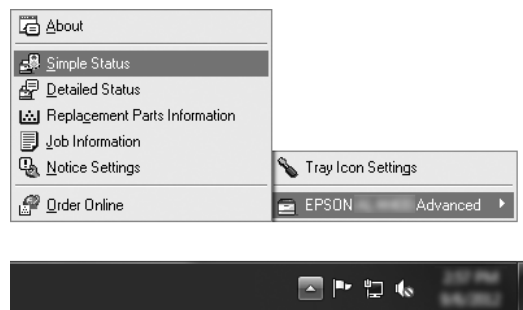 About
Simple Status
Detailed Status
Replacement Parts Information
Job Information
Notice Settings
Order Online
Tray Icon Settings
EPSON Advanced